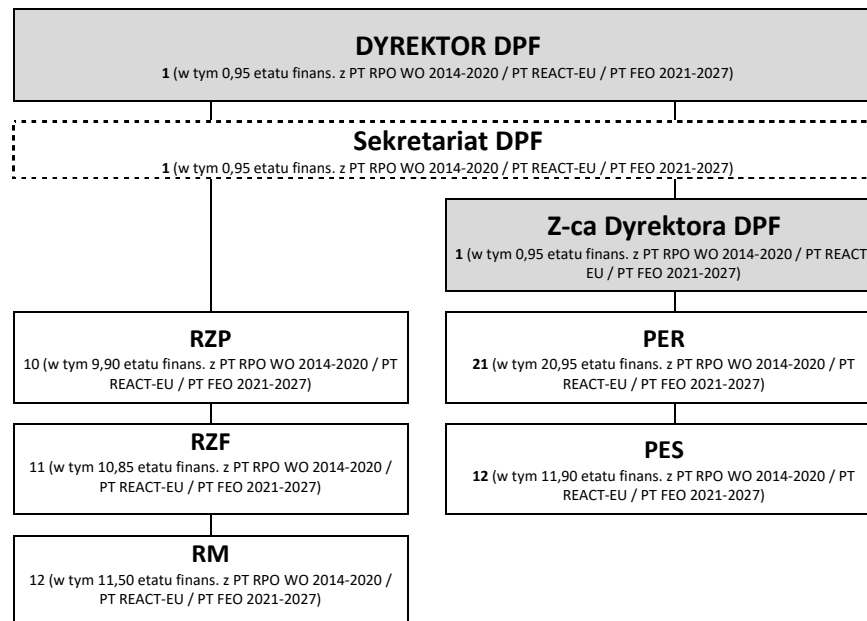 DYREKTOR DPF
1 (w tym 0,95 etatu finans. z PT RPO WO 2014-2020 / PT REACT-EU / PT FEO 2021-2027)
Sekretariat DPF
1 (w tym 0,95 etatu finans. z PT RPO WO 2014-2020 / PT REACT-EU / PT FEO 2021-2027)
Z-ca Dyrektora DPF
1 (w tym 0,95 etatu finans. z PT RPO WO 2014-2020 / PT REACT-
EU / PT FEO 2021-2027)
RZP
10 (w tym 9,90 etatu finans. z PT RPO WO 2014-2020 / PT
REACT-EU / PT FEO 2021-2027)
PER
21 (w tym 20,95 etatu finans. z PT RPO WO 2014-2020 / PT
REACT-EU / PT FEO 2021-2027)
RZF
11 (w tym 10,85 etatu finans. z PT RPO WO 2014-2020 /
PT REACT-EU / PT FEO 2021-2027)
PES
12 (w tym 11,90 etatu finans. z PT RPO WO 2014-2020 / PT
REACT-EU / PT FEO 2021-2027)
RM
12 (w tym 11,50 etatu finans. z PT RPO WO 2014-2020 /
PT REACT-EU / PT FEO 2021-2027)